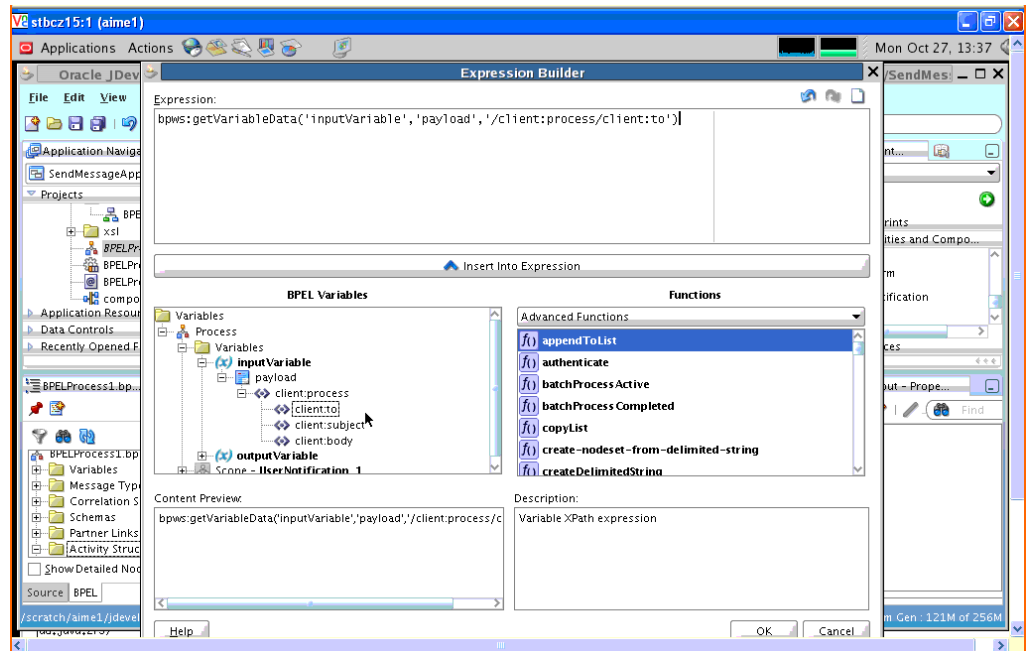 stbcz15:1 (aime1)
Applications Actions
Mon Oct 27, 13:37
Oracle JDev
Expression Builder
/SendMes:
File Edit View
Expression:
bpws:getVariableData('inputVariable','payload','/client:process/client:to')
Application Naviga
nt...
SendMessageApp
Projects
BPE
xsl
BPELPr
BPELPr
BPELPr
compo
rints
ities and Compo...
rm
ification
Insert Into Expression
Application Resour
Data Controls
Recently Opened F
ces
BPEL Variables
Functions
Variables
Process
Variables
inputVariable
payload
client:process
client:to
client:subject
client:body
outputVariable
Scope - UserNotification_1
Advanced Functions
f() appendToList
f() authenticate
f() batchProcessActive
f() batchProcessCompleted
f() copyList
f() create-nodeset-from-delimited-string
f() createDelimitedString
BPELProcess1.bp...
out - Prope...
Find
BPELProcess1.bp
Variables
Message Typ
Correlation S
Schemas
Partner Links
Activity Struc
Show Detailed Nod
Source BPEL
Content Preview:
bpws:getVariableData('inputVariable','payload','/client:process/c
Description:
Variable XPath expression
/scratch/aime1/jdevel
m Gen : 121M of 256M
Help
OK
Cancel